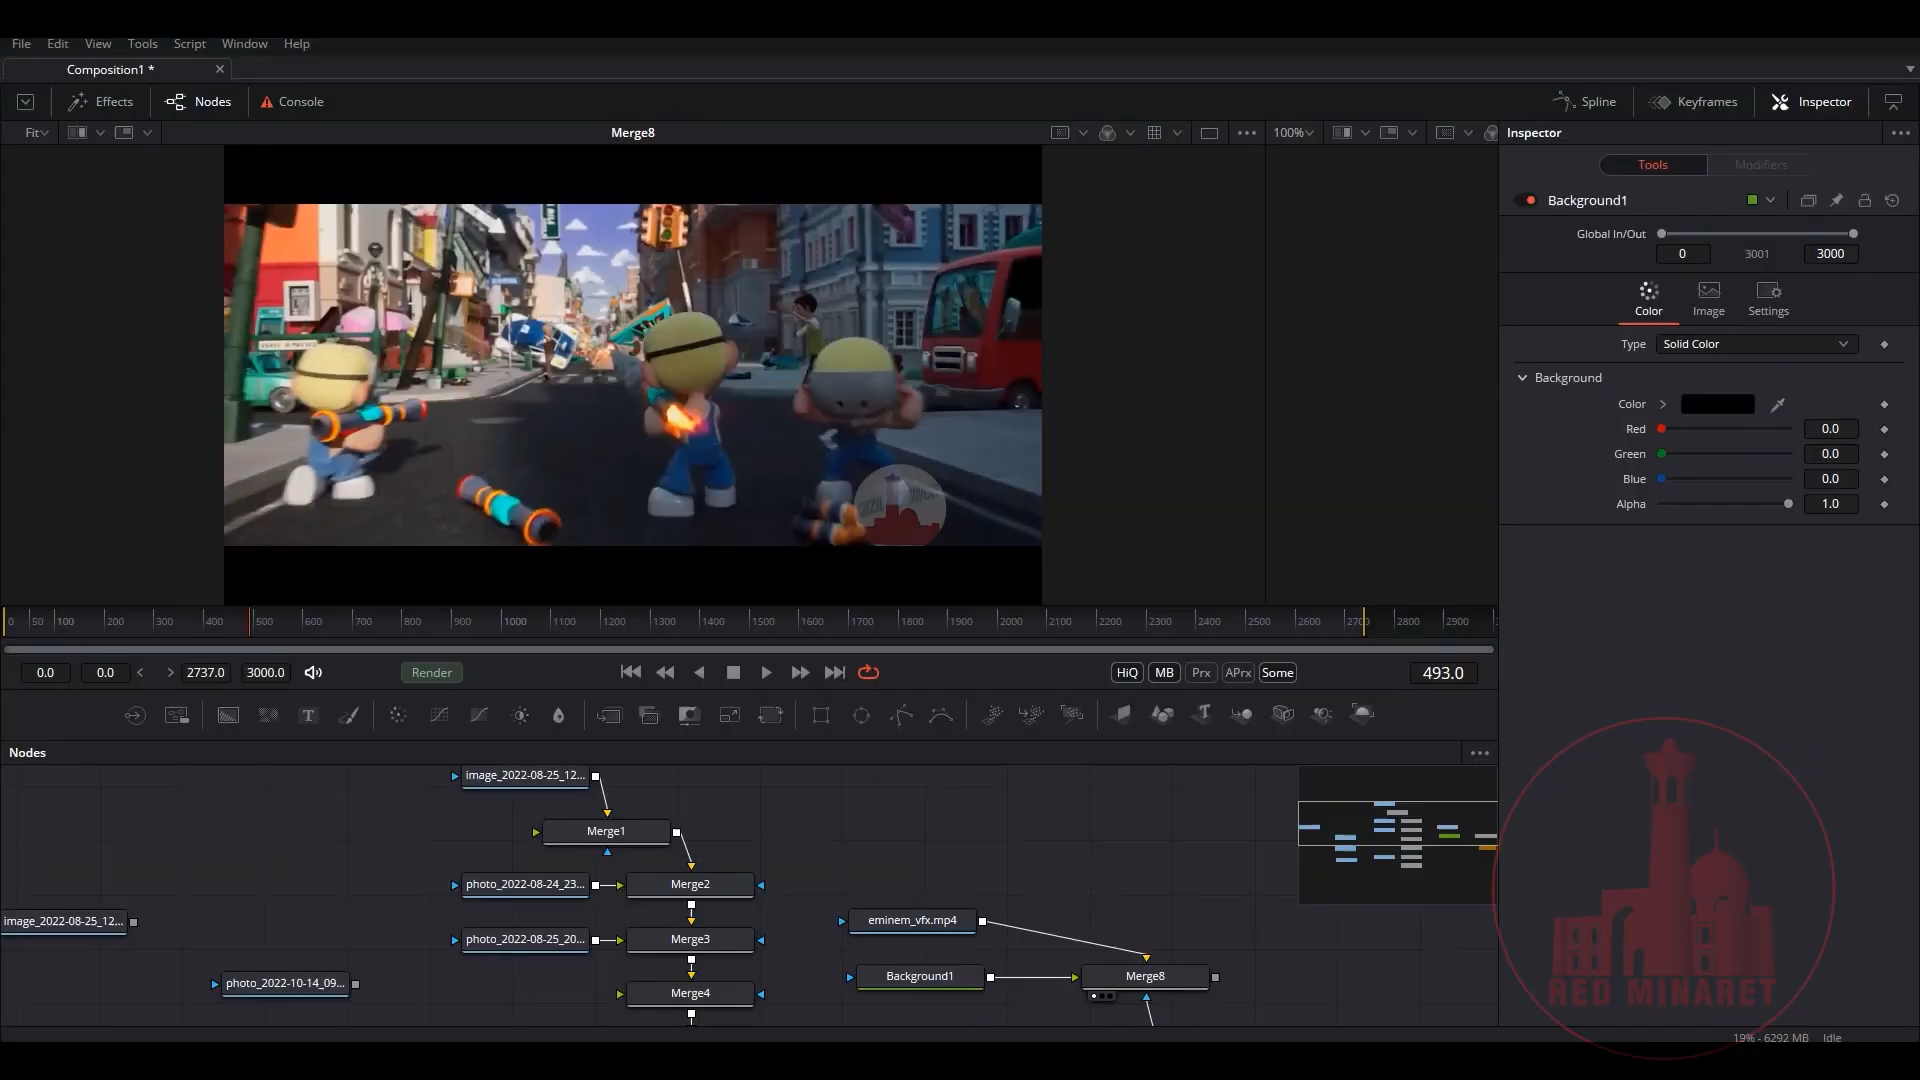 File Edit View Tools Script Window Help
Composition1 *
Effects Nodes Console Spline Keyframes Inspector
Fit Merge8 100% Inspector
Tools Modifiers
Background1
Global In/Out
0 3001 3000
Color Image Settings
Type Solid Color
Background
Color
Red 0.0
Green 0.0
Blue 0.0
Alpha 1.0
0 50 100 200 300 400 500 600 700 800 900 1000 1100 1200 1300 1400 1500 1600 1700 1800 1900 2000 2100 2200 2300 2400 2500 2600 2700 2800 2900
0.0 0.0 2737.0 3000.0 Render HiQ MB Prx APrx Some 493.0
Nodes
image_2022-08-25_12...
Merge1
photo_2022-08-24_23... Merge2
image_2022-08-25_12... eminem_vfx.mp4
photo_2022-08-25_20... Merge3
photo_2022-10-14_09... Background1 Merge8
Merge4
RED MINARET
19% - 6292 MB Idle